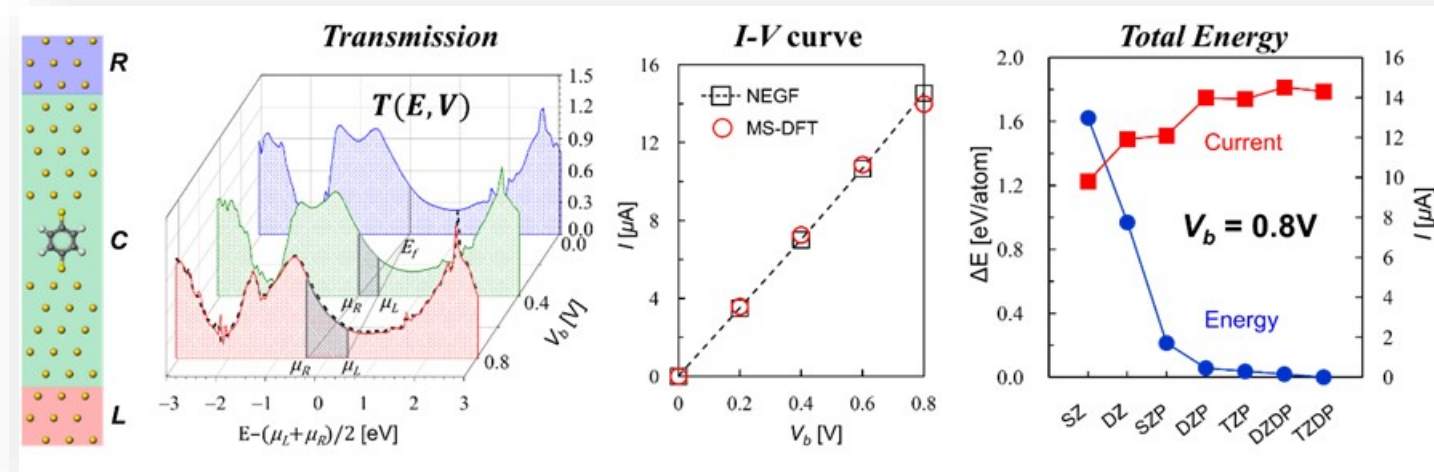 R
C
L
Transmission
T(E,V)
1.5
1.2
0.9
0.6
0.3
0.0
0.0
0.4
0.8
V_b [V]
E_f
μ_R μ_L
μ_R μ_L
−3 −2 −1 0 1 2 3
E−(μ_L+μ_R)/2 [eV]
I-V curve
16
12
8
4
0
I [μA]
NEGF
MS-DFT
0 0.2 0.4 0.6 0.8
V_b [V]
Total Energy
2.0
1.6
1.2
0.8
0.4
0.0
ΔE [eV/atom]
Current
V_b = 0.8V
Energy
16
14
12
10
8
6
4
2
0
I [μA]
SZ DZ SZP DZP TZP DZDP TZDP